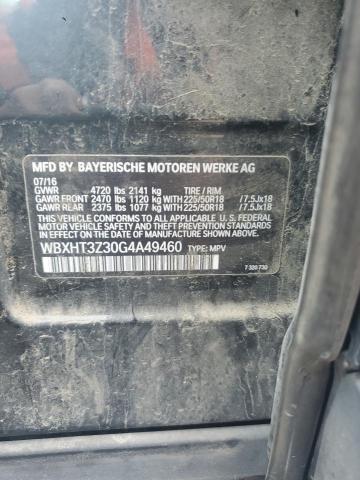 MFD BY BAYERISCHE MOTOREN WERKE AG
07/16
GVWR 4720 lbs 2141 kg TIRE / RIM
GAWR FRONT 2470 lbs 1120 kg WITH 225/50R18 /7.5Jx18
GAWR REAR 2375 lbs 1077 kg WITH 225/50R18 /7.5Jx18
THIS VEHICLE CONFORMS TO ALL APPLICABLE
U. S. FEDERAL MOTOR VEHICLE SAFETY
STANDARDS IN EFFECT ON THE DATE OF MANUFACTURE SHOWN ABOVE.
WBXHT3Z30G4A49460 TYPE: MPV
7 320 730